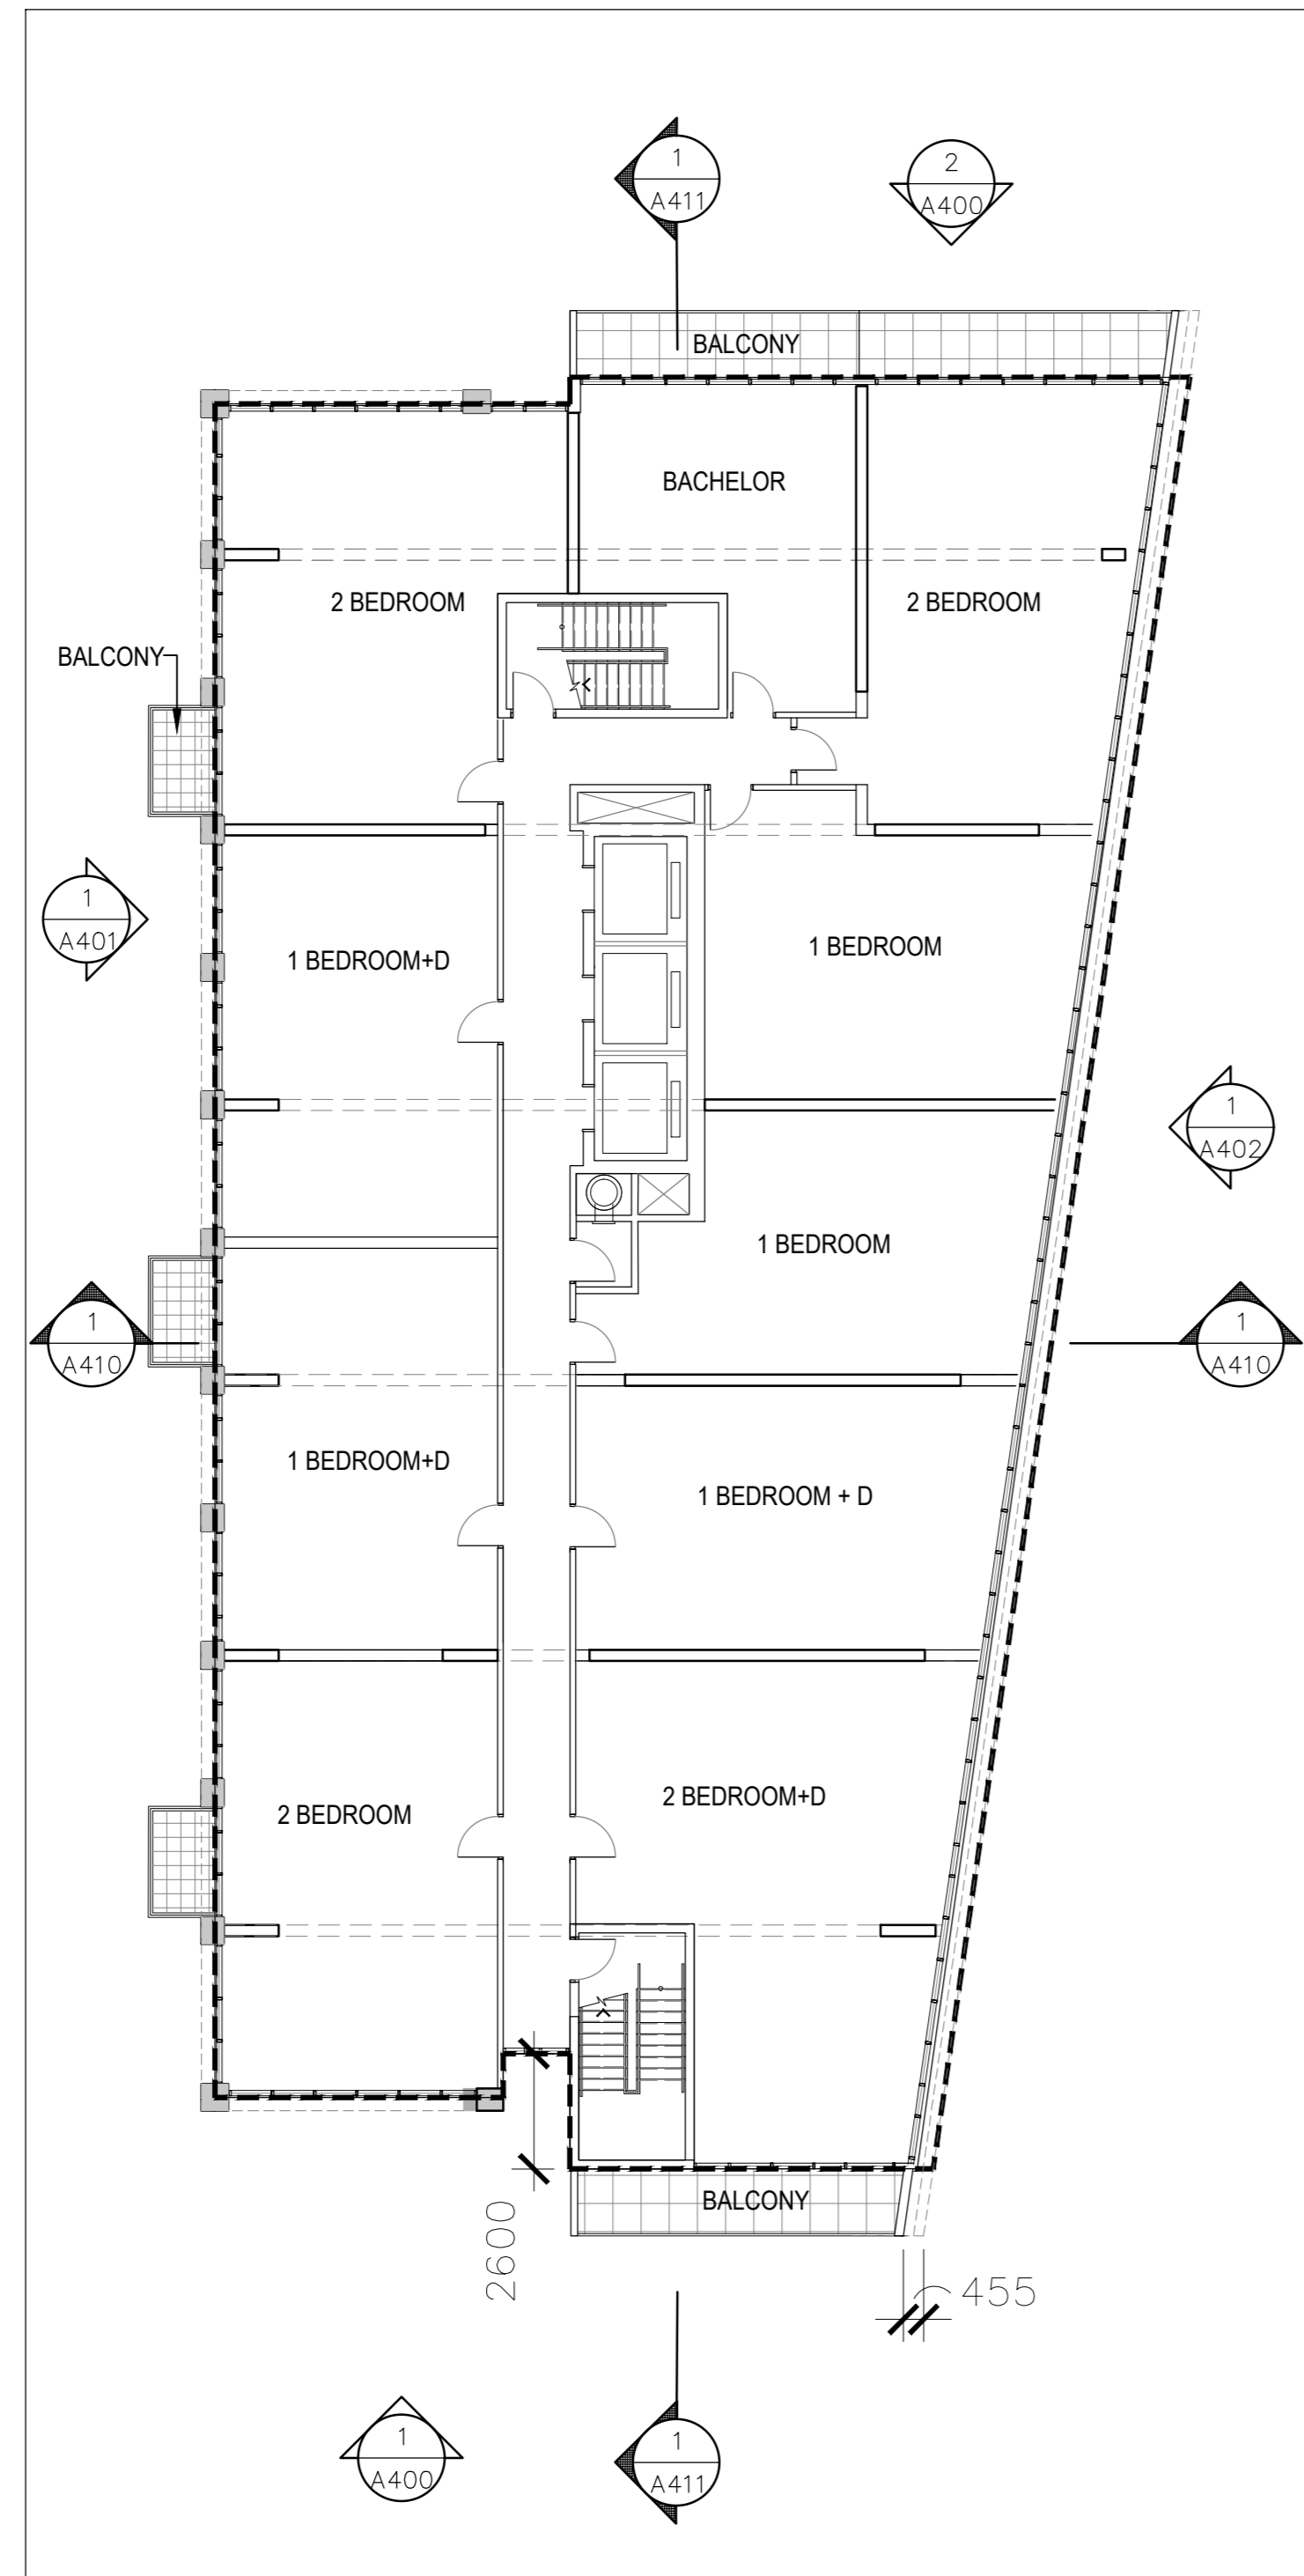 1
A411
2
A400
BALCONY
BACHELOR
2 BEDROOM
2 BEDROOM
BALCONY
1
A401
1 BEDROOM+D
1 BEDROOM
1
A402
1 BEDROOM
1
A410
1
A410
1 BEDROOM+D
1 BEDROOM + D
2 BEDROOM
2 BEDROOM+D
BALCONY
2600
455
1
A400
1
A411